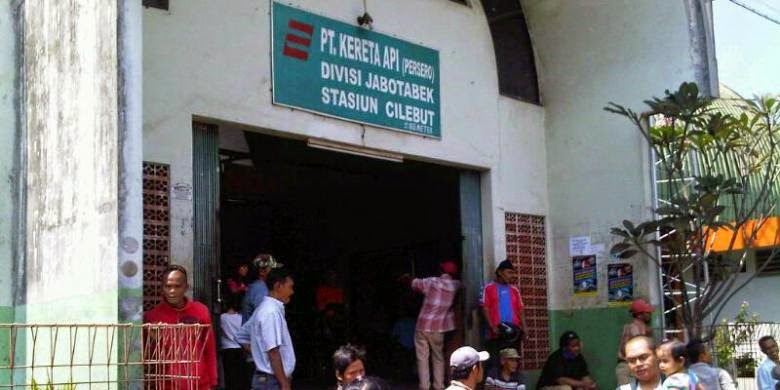 PT. KERETA API (PERSERO)
DIVISI JABOTABEK
STASIUN CILEBUT